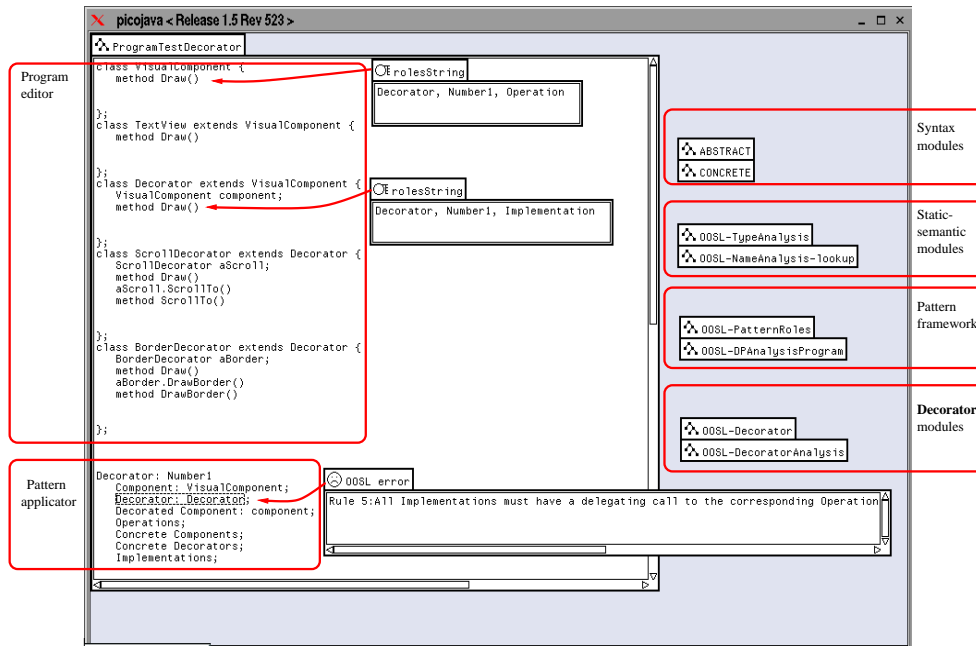 picojava < Release 1.5 Rev 523 >
ProgramTestDecorator
Program
editor
class VisualComponent {
method Draw()
};
class TextView extends VisualComponent {
method Draw()
};
class Decorator extends VisualComponent {
VisualComponent component;
method Draw()
};
class ScrollDecorator extends Decorator {
ScrollDecorator aScroll;
method Draw()
aScroll.ScrollTo()
method ScrollTo()
};
class BorderDecorator extends Decorator {
BorderDecorator aBorder;
method Draw()
aBorder.DrawBorder()
method DrawBorder()
};
rolesString
Decorator, Number1, Operation
rolesString
Decorator, Number1, Implementation
Pattern
applicator
Decorator: Number1
Component: VisualComponent;
Decorator: Decorator;
Decorated Component: component;
Operations;
Concrete Components;
Concrete Decorators;
Implementations;
OOSL error
Rule 5:All Implementations must have a delegating call to the corresponding Operation
ABSTRACT
CONCRETE
Syntax
modules
OOSL-TypeAnalysis
OOSL-NameAnalysis-lookup
Static-
semantic
modules
OOSL-PatternRoles
OOSL-DPAnalysisProgram
Pattern
framework
OOSL-Decorator
OOSL-DecoratorAnalysis
Decorator
modules